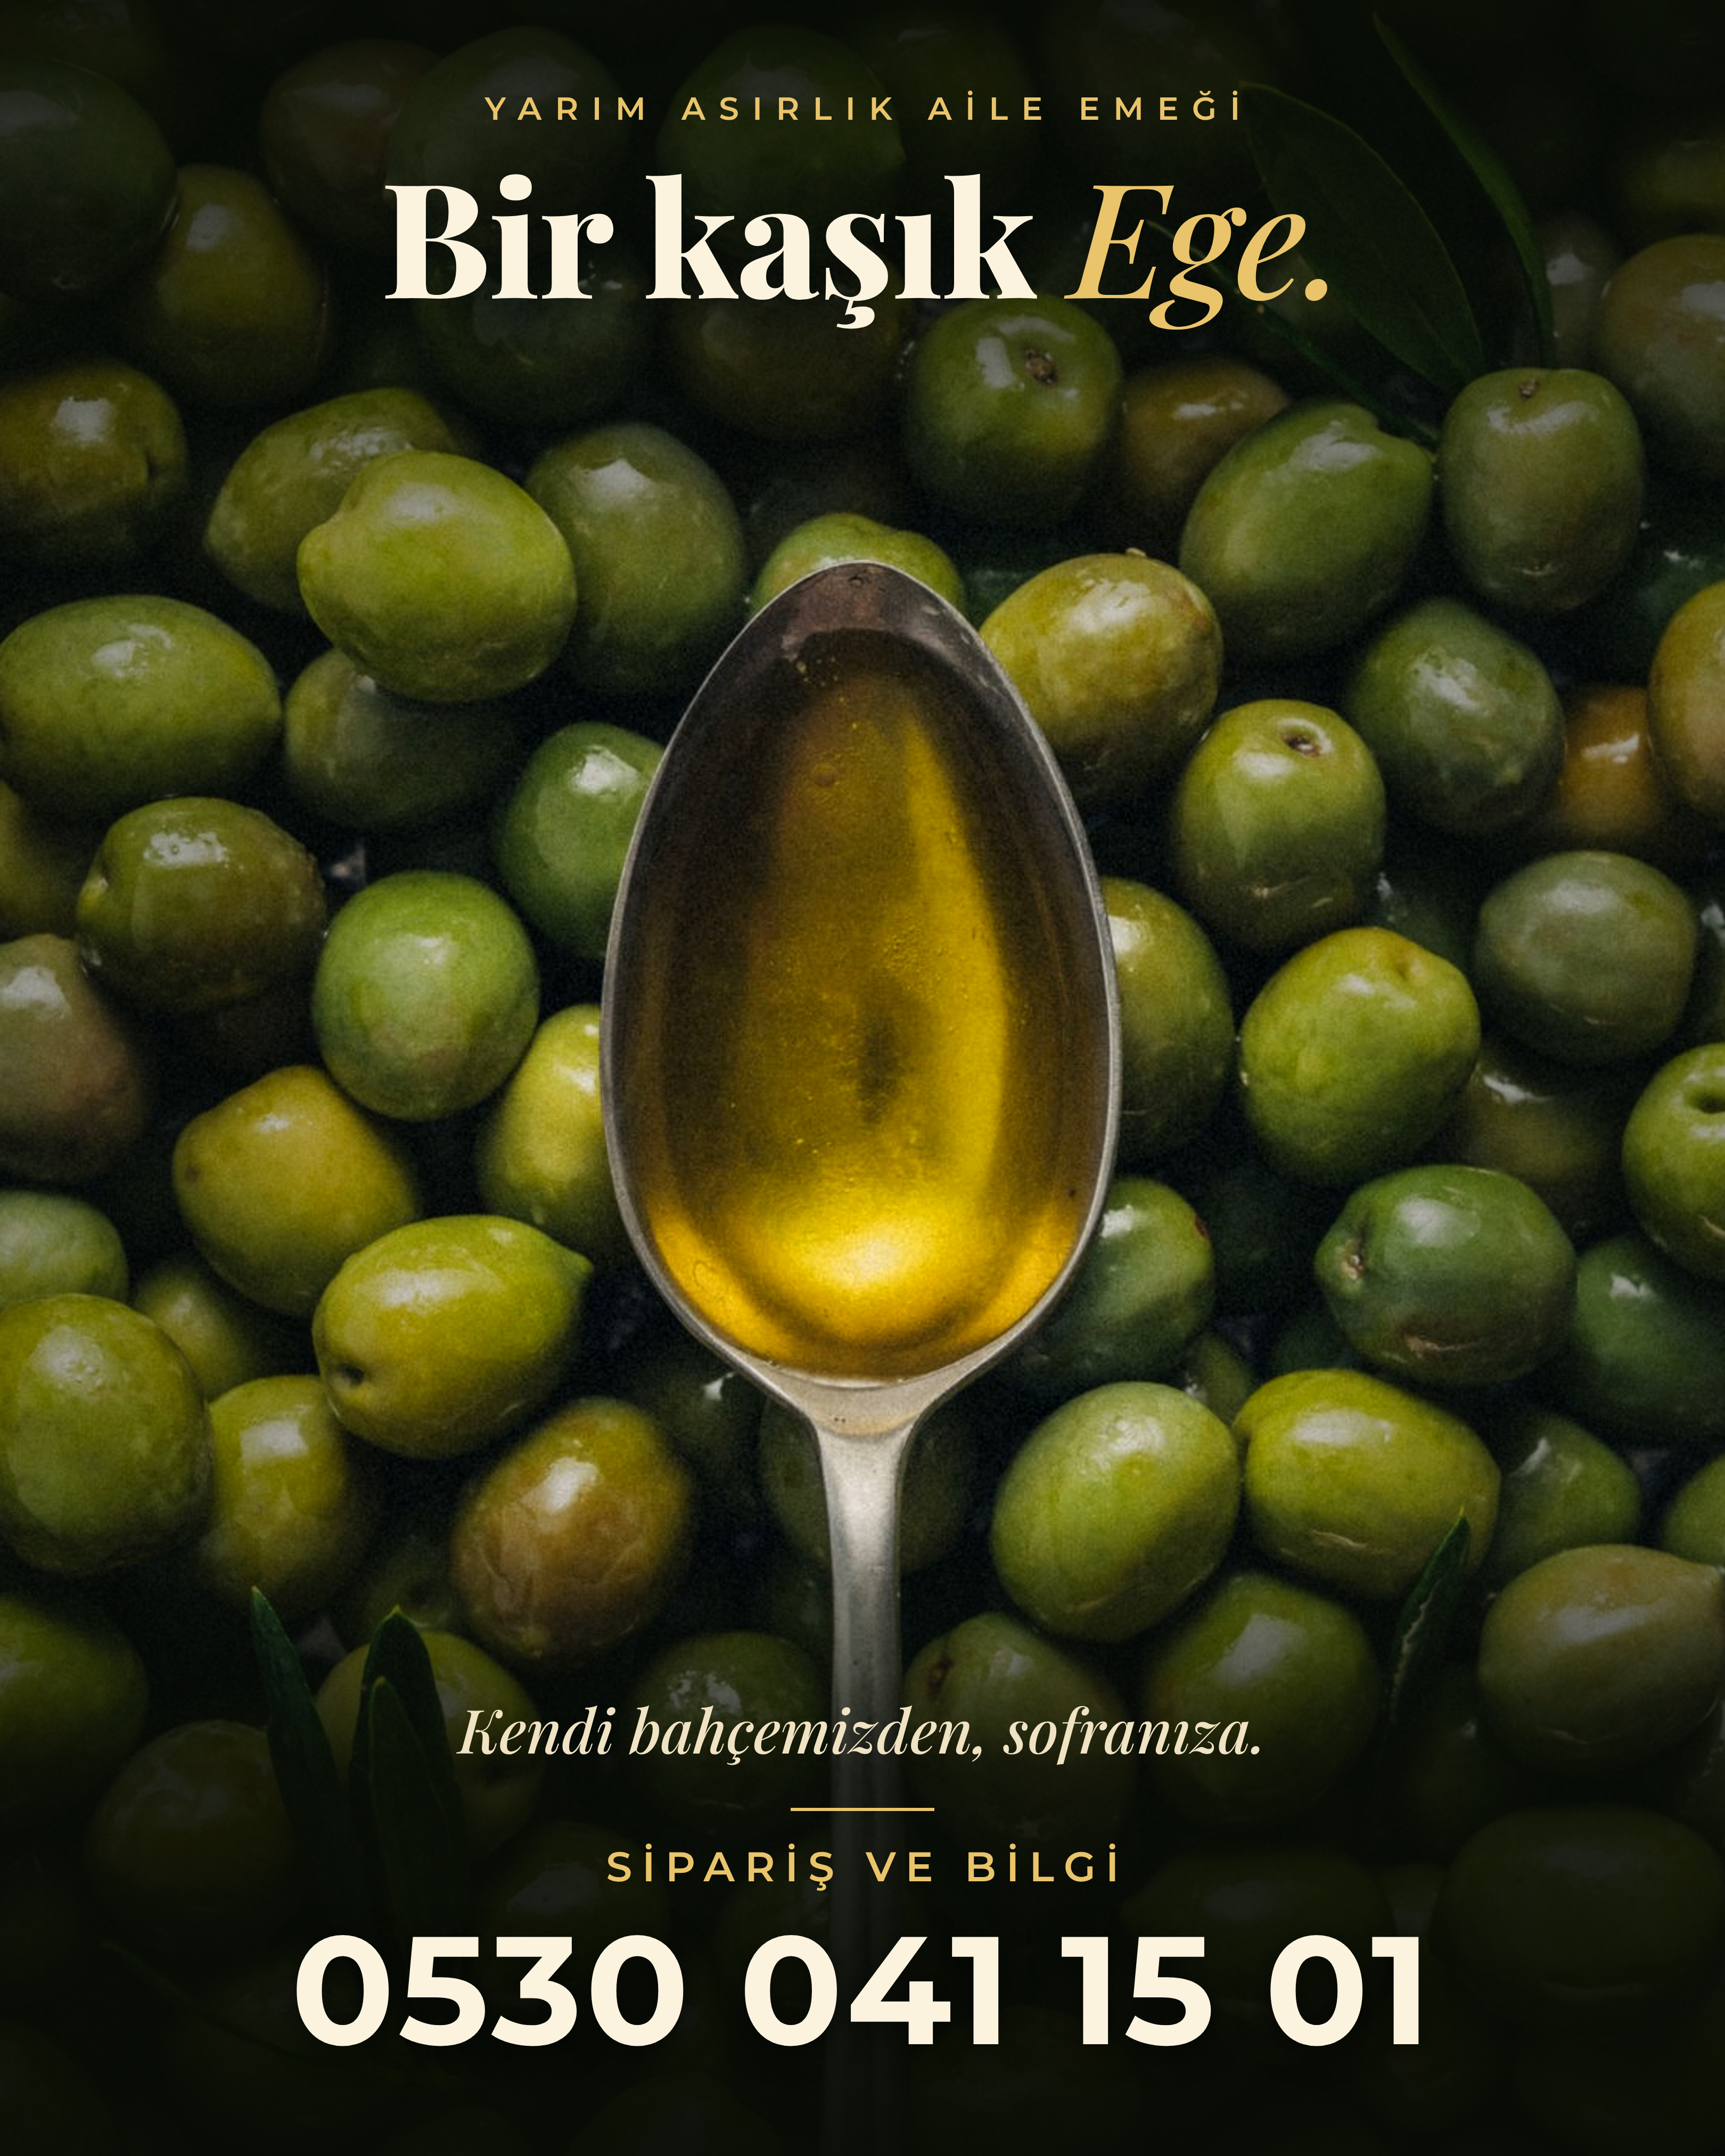 YARIM ASIRLIK AİLE EMEĞİ
Bir kaşık Ege.
Kendi bahçemizden, sofranıza.
SİPARİŞ VE BİLGİ
0530 041 15 01